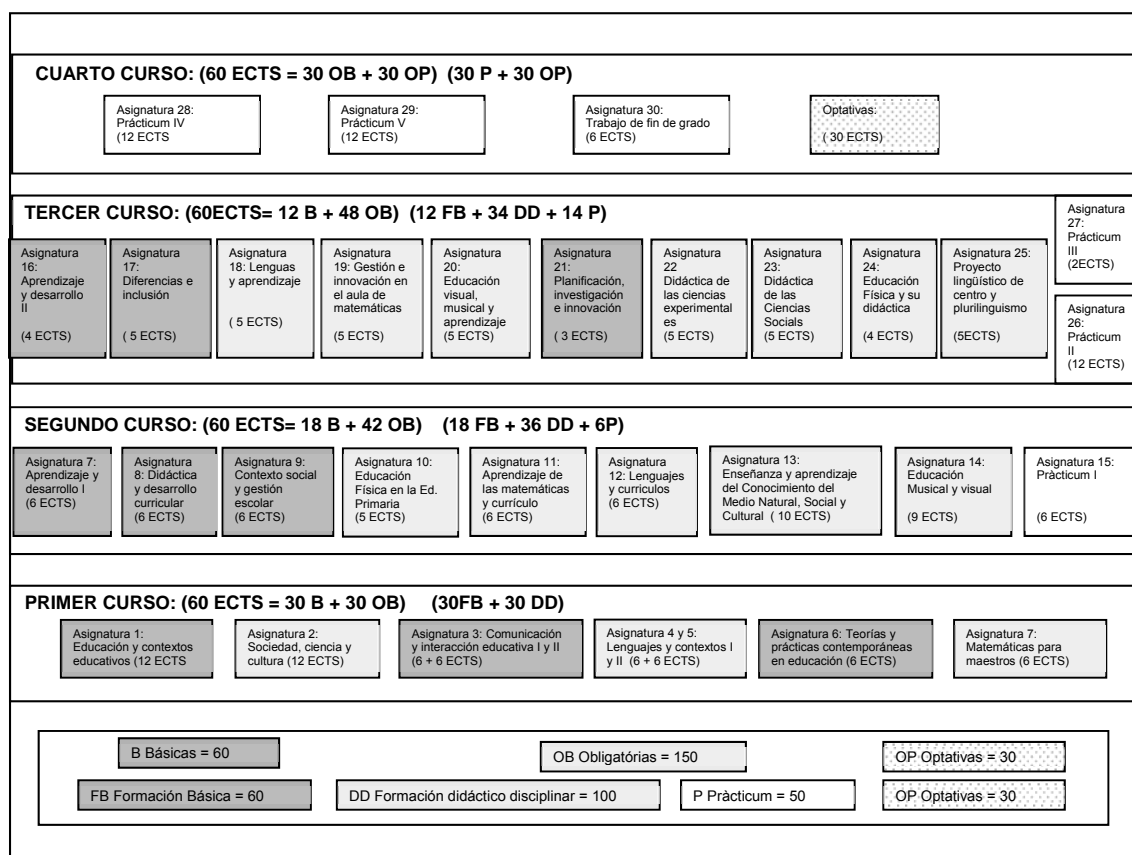 CUARTO CURSO: (60 ECTS = 30 OB + 30 OP) (30 P + 30 OP)
Asignatura 28:
Prácticum IV
(12 ECTS
Asignatura 29:
Prácticum V
(12 ECTS)
Asignatura 30:
Trabajo de fin de grado
(6 ECTS)
Optativas:
( 30 ECTS)
TERCER CURSO: (60ECTS= 12 B + 48 OB) (12 FB + 34 DD + 14 P)
Asignatura
16:
Aprendizaje
y desarrollo
II
(4 ECTS)
Asignatura
17:
Diferencias e
inclusión
( 5 ECTS)
Asignatura
18: Lenguas
y aprendizaje
( 5 ECTS)
Asignatura
19: Gestión e
innovación en
el aula de
matemáticas
(5 ECTS)
Asignatura
20:
Educación
visual,
musical y
aprendizaje
(5 ECTS)
Asignatura
21:
Planificación,
investigación
e innovación
( 3 ECTS)
Asignatura
22
Didáctica de
las ciencias
experimental
es
(5 ECTS)
Asignatura
23:
Didáctica
de las
Ciencias
Socials
(5 ECTS)
Asignatura
24:
Educación
Física y su
didáctica
(4 ECTS)
Asignatura 25:
Proyecto
lingüístico de
centro y
plurilinguismo
(5ECTS)
Asignatura
27:
Prácticum
III
(2ECTS)
Asignatura
26:
Prácticum
II
(12 ECTS)
SEGUNDO CURSO: (60 ECTS= 18 B + 42 OB) (18 FB + 36 DD + 6P)
Asignatura 7:
Aprendizaje y
desarrollo I
(6 ECTS)
Asignatura
8: Didáctica
y desarrollo
curricular
(6 ECTS)
Asignatura 9:
Contexto social
y gestión
escolar
(6 ECTS)
Asignatura 10:
Educación
Física en la Ed.
Primaria
(5 ECTS)
Asignatura 11:
Aprendizaje de
las matemáticas
y currículo
(6 ECTS)
Asignatura
12: Lenguajes
y curriculos
(6 ECTS)
Asignatura 13:
Enseñanza y aprendizaje
del Conocimiento del
Medio Natural, Social y
Cultural ( 10 ECTS)
Asignatura 14:
Educación
Musical y visual
(9 ECTS)
Asignatura 15:
Pràcticum I
(6 ECTS)
PRIMER CURSO: (60 ECTS = 30 B + 30 OB) (30FB + 30 DD)
Asignatura 1:
Educación y contextos
educativos (12 ECTS
Asignatura 2:
Sociedad, ciencia y
cultura (12 ECTS)
Asignatura 3: Comunicación
y interacción educativa I y II
(6 + 6 ECTS)
Asignatura 4 y 5:
Lenguajes y contextos I
y II (6 + 6 ECTS)
Asignatura 6: Teorías y
prácticas contemporáneas
en educación (6 ECTS)
Asignatura 7:
Matemáticas para
maestros (6 ECTS)
B Básicas = 60
OB Obligatórias = 150
OP Optativas = 30
FB Formación Básica = 60
DD Formación didáctico disciplinar = 100
P Pràcticum = 50
OP Optativas = 30